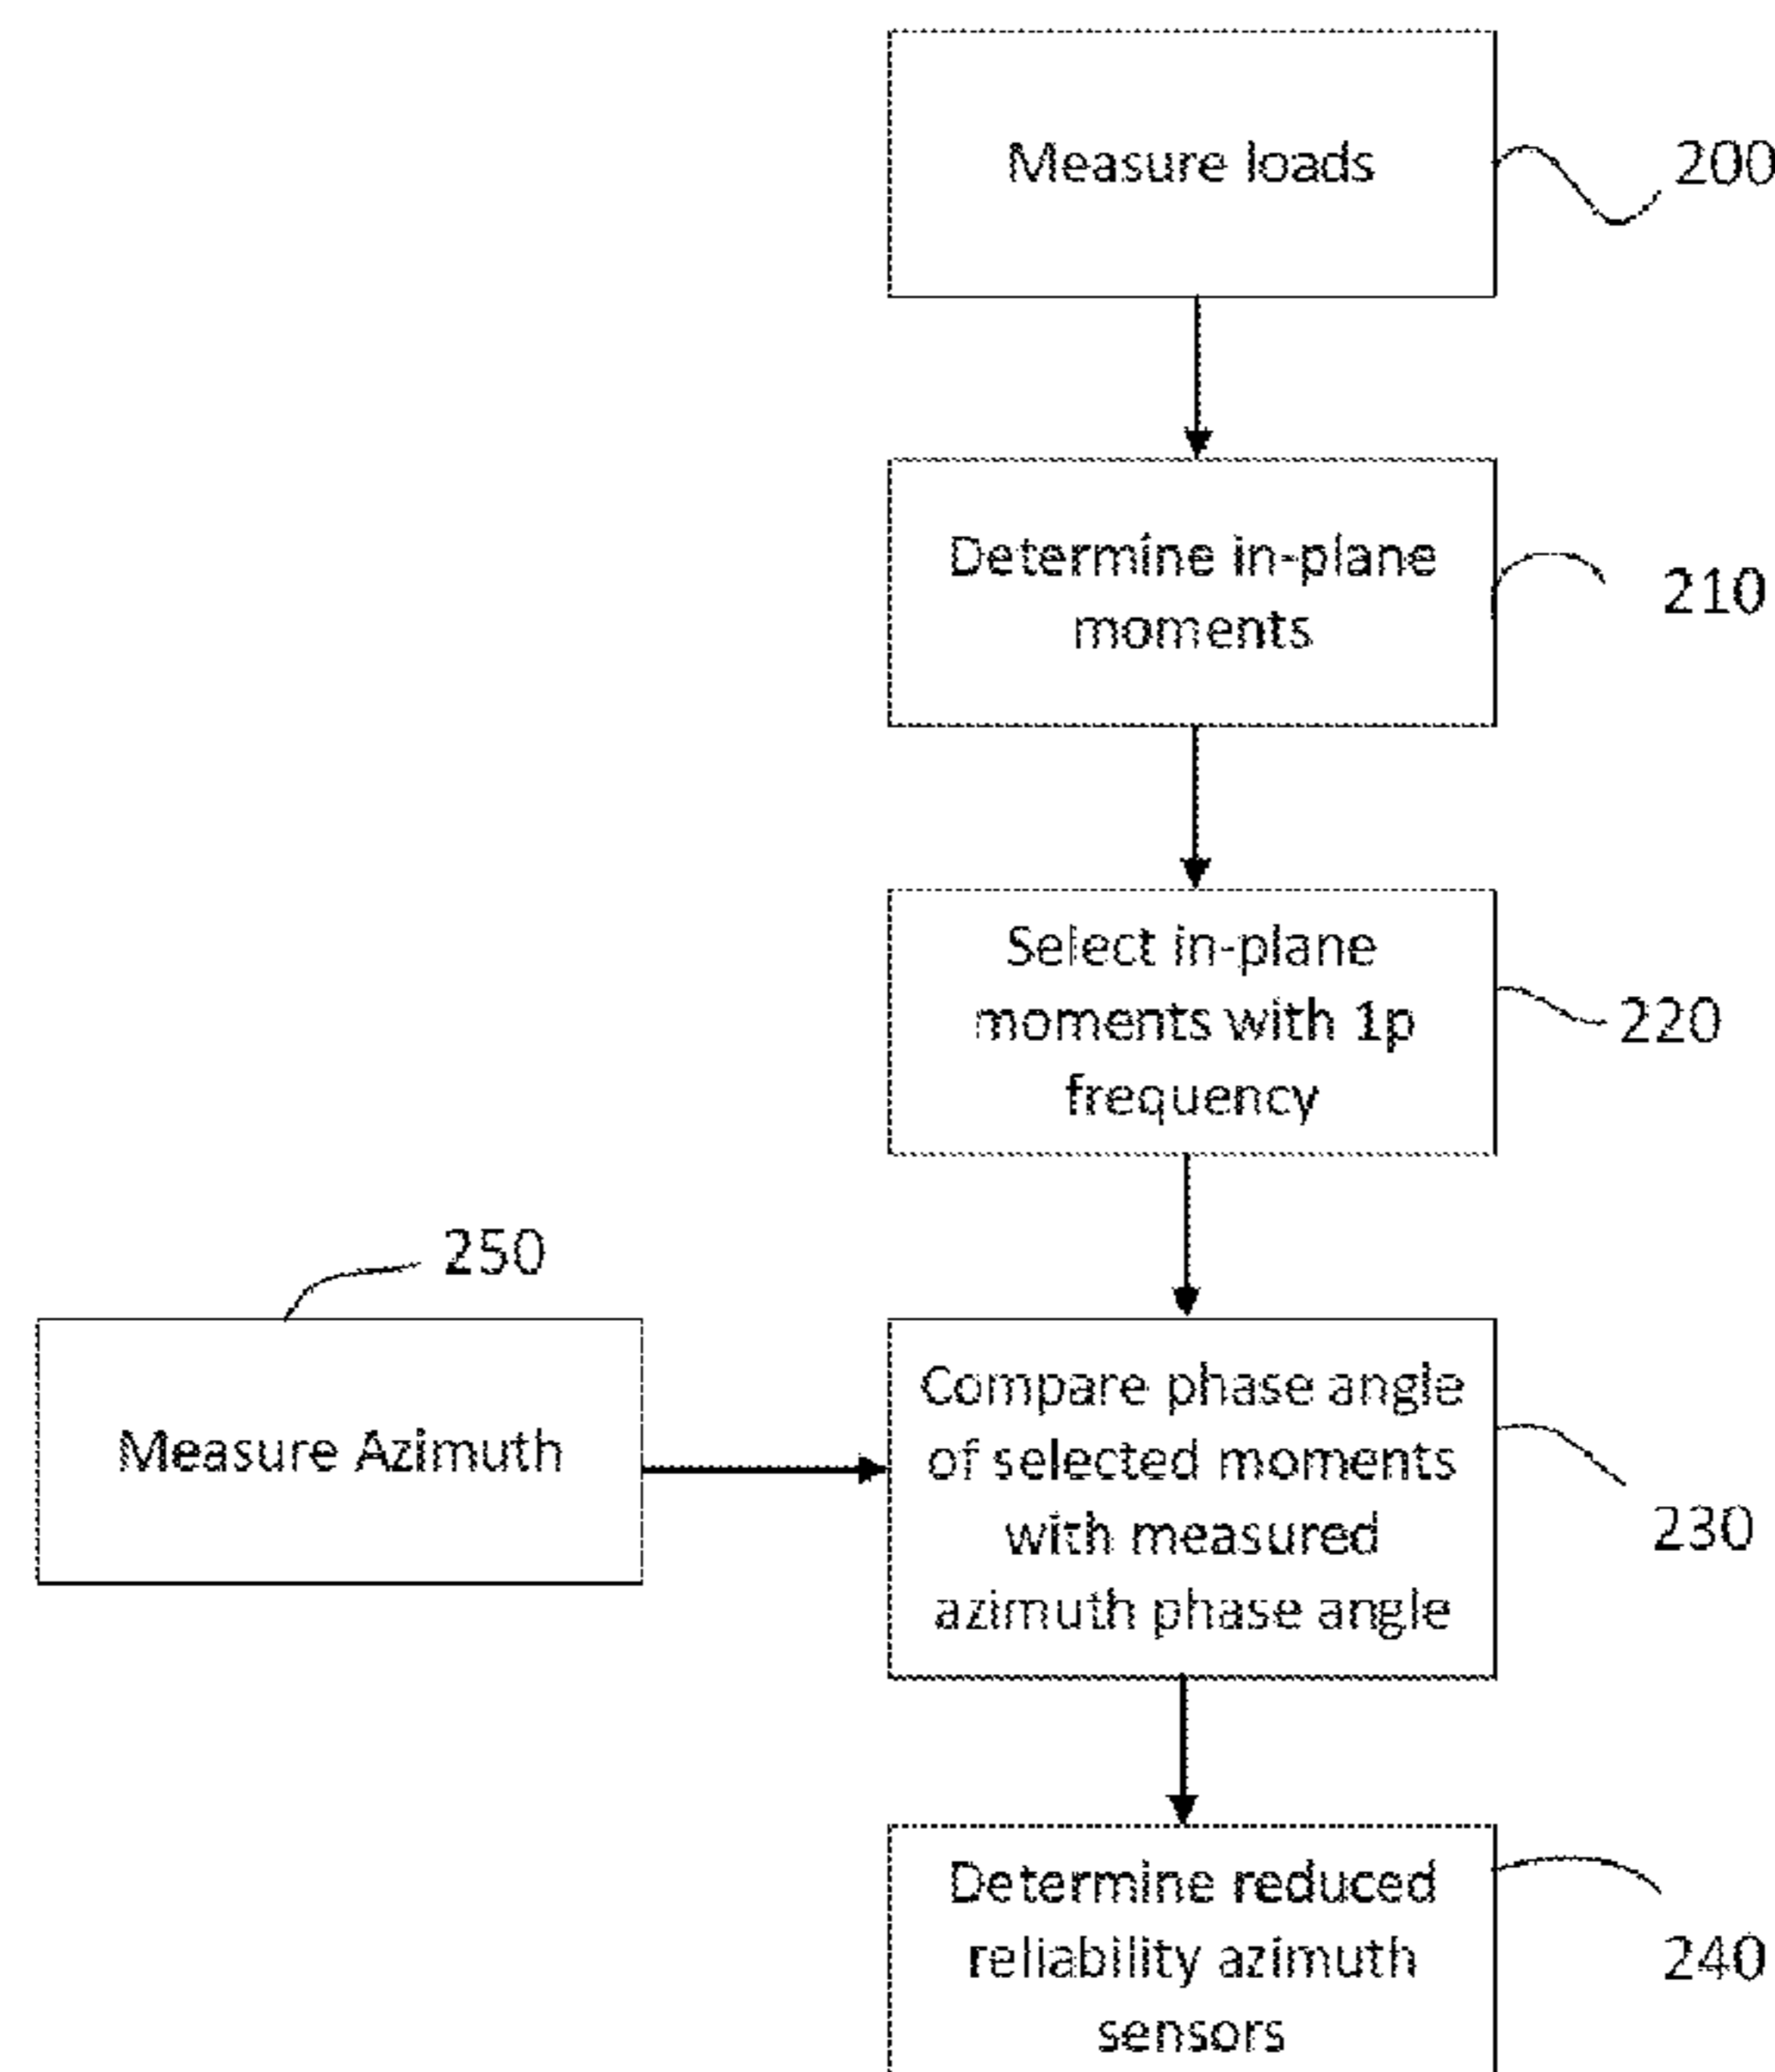 Measure loads
200
Determine in-plane
moments
210
Select in-plane
moments with 1p
frequency
220
250
Measure Azimuth
Compare phase angle
of selected moments
with measured
azimuth phase angle
230
Determine reduced
reliability azimuth
sensors
240